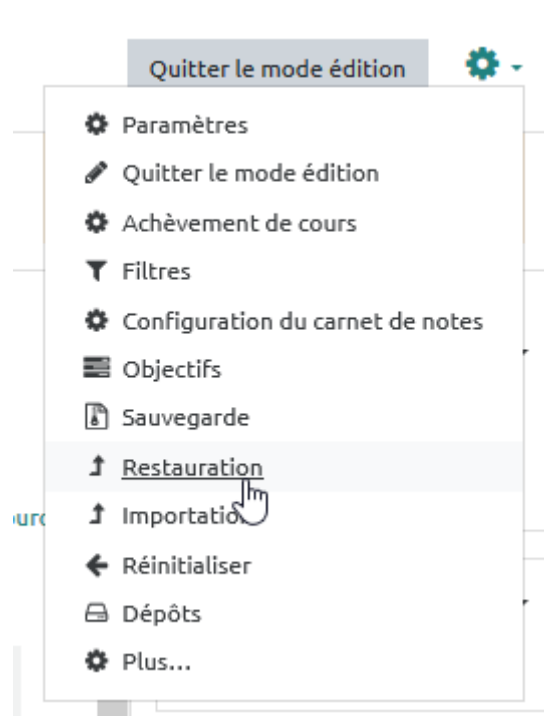 Quitter le mode édition
Paramètres
Quitter le mode édition
Achèvement de cours
Filtres
Configuration du carnet de notes
Objectifs
Sauvegarde
Restauration
Importation
Réinitialiser
Dépôts
Plus...